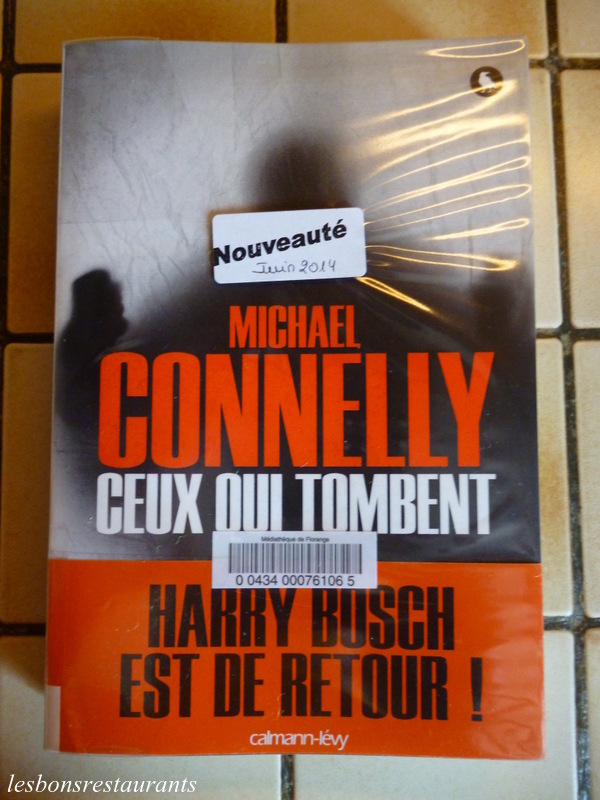 Nouveauté
Juin 2014
MICHAEL
CONNELLY
CEUX QUI TOMBENT
Médiathèque de Florange
0 0434 00076106 5
HARRY BOSCH
EST DE RETOUR !
calmann-lévy
lesbonsrestaurants